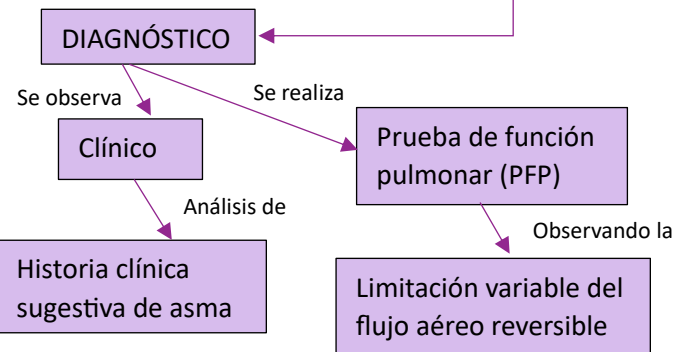 DIAGNÓSTICO
Se observa
Se realiza
Clínico
Prueba de función
pulmonar (PFP)
Análisis de
Observando la
Historia clínica
sugestiva de asma
Limitación variable del
flujo aéreo reversible